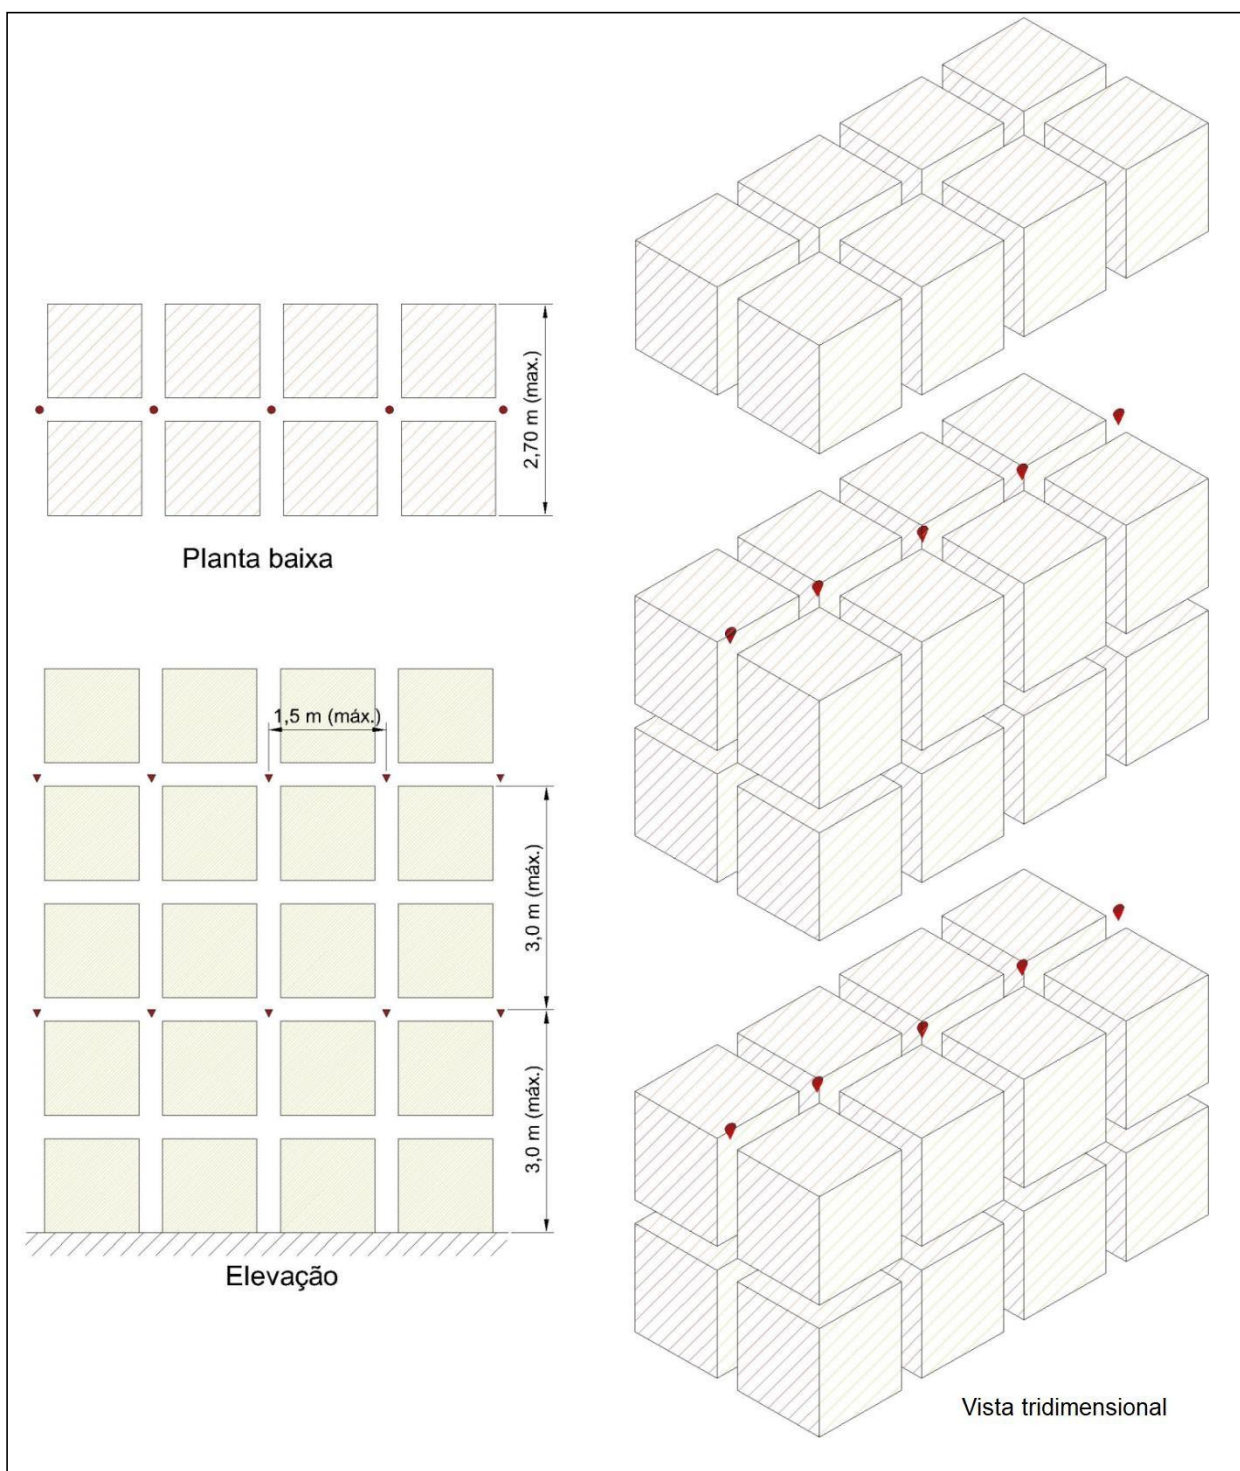 2,70 m (max.)
Planta baixa
1,5 m (máx.)
3,0 m (máx.)
3,0 m (máx.)
Elevação
Vista tridimensional